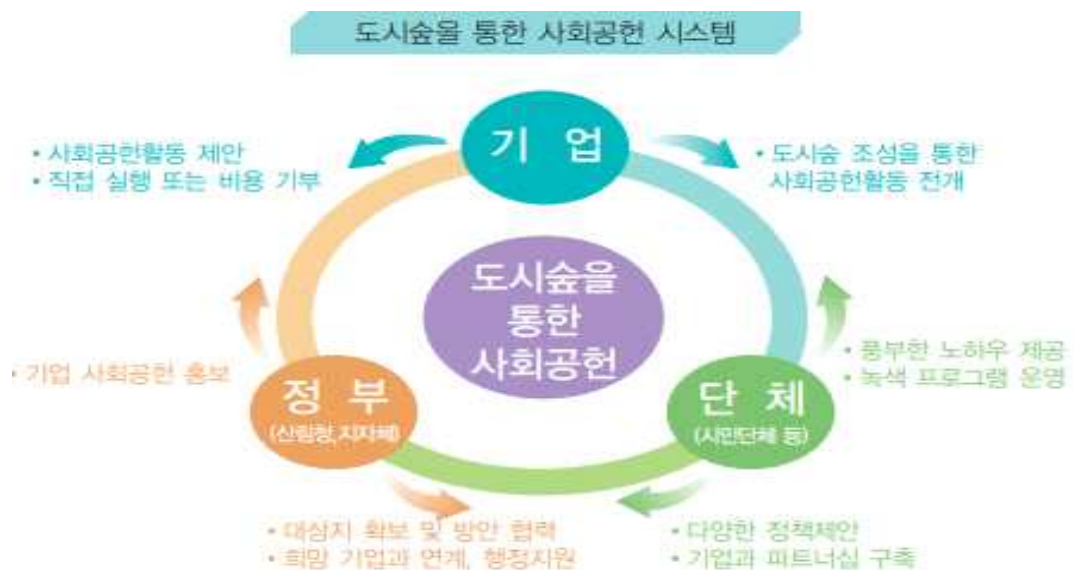 도시숲을 통한 사회공헌 시스템
기 업
• 사회공헌활동 제안
• 직접 실행 또는 비용 기부
• 도시숲 조성을 통한
사회공헌활동 전개
도시숲을
통한
사회공헌
• 기업 사회공헌 홍보
정 부
(산림청,지자체)
• 풍부한 노하우 제공
• 녹색 프로그램 운영
단 체
(시민단체 등)
• 대상지 확보 및 방안 협력
• 희망 기업과 연계, 행정지원
• 다양한 정책제안
• 기업과 파트너십 구축